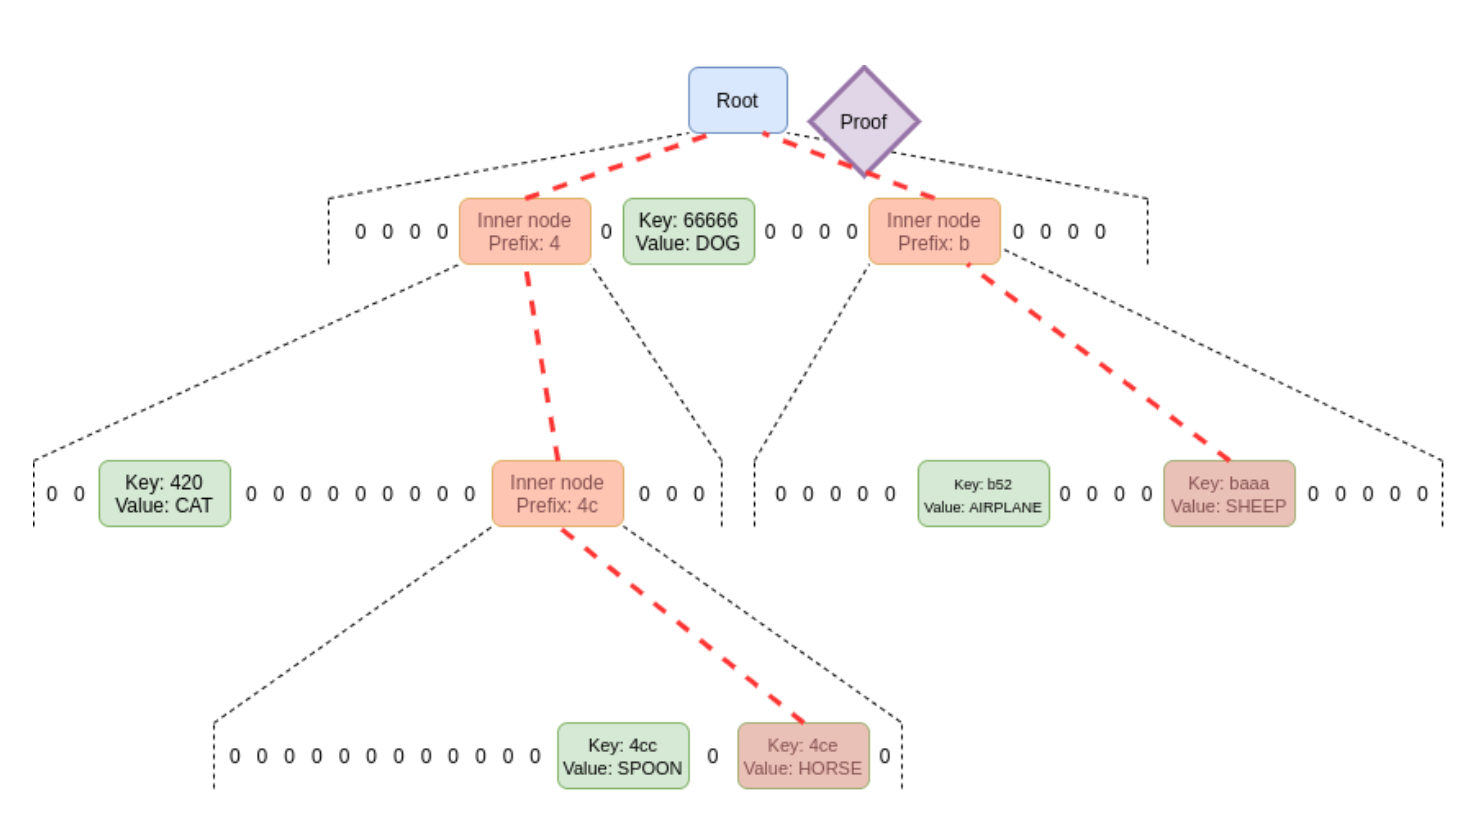 Root
Proof
0 0 0 0
Inner node
Prefix: 4
0
Key: 66666
Value: DOG
0 0 0 0
Inner node
Prefix: b
0 0 0 0
0 0
Key: 420
Value: CAT
0 0 0 0 0 0 0 0 0
Inner node
Prefix: 4c
0 0 0
0 0 0 0 0
Key: b52
Value: AIRPLANE
0 0 0 0
Key: baaa
Value: SHEEP
0 0 0 0 0
0 0 0 0 0 0 0 0 0 0 0 0
Key: 4cc
Value: SPOON
0
Key: 4ce
Value: HORSE
0